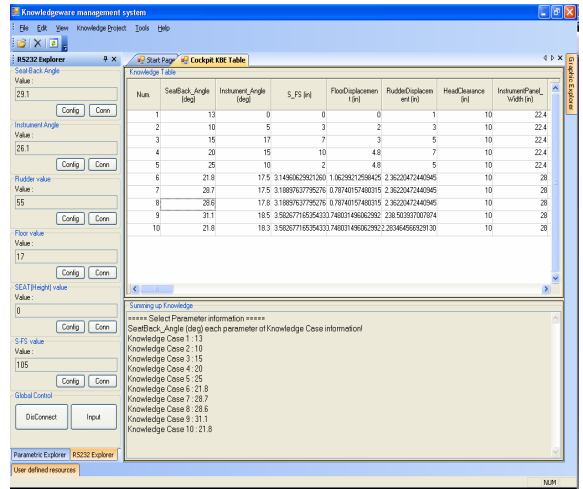 Knowledgeware management system
File Edit View Knowledge Project Tools Help
RS232 Explorer
Start Page Cockpit KBE Table
Graphic Explorer
Seat-Back Angle
Value :
29.1
Config Conn
Instrument Angle
Value :
26.1
Config Conn
Rudder value
Value :
55
Config Conn
Floor value
Value :
17
Config Conn
SEAT(Height) value
Value :
0
Config Conn
S-FS value
Value :
105
Config Conn
Global Control
DisConnect Input
Parametric Explorer RS232 Explorer
User defined resources
Knowledge Table
Num. SeatBack_Angle (deg) Instrument_Angle (deg) S_FS (in) FloorDisplacement (in) RudderDisplacement (in) HeadClearance (in) InstrumentPanel_Width (in)
1 13 0 0 0 1 10 22.4
2 10 5 3 2 3 10 22.4
3 15 17 7 3 5 10 22.4
4 20 15 10 4.8 7 10 22.4
5 25 10 2 4.8 5 10 22.4
6 21.8 17.5 3.14960629921260 1.06299212598425 2.36220472440945 10 28
7 28.7 17.5 3.18897637795276 0.78740157480315 2.36220472440945 10 28
8 28.6 17.8 3.18897637795276 0.78740157480315 2.36220472440945 10 28
9 31.1 18.5 3.58267716535433 0.748031496062992 238.503937007874 10 28
10 21.8 18.3 3.58267716535433 0.748031496062992 2.283464566929130 10 28
Summing up Knowledge
===== Select Parameter information =====
SeatBack_Angle (deg) each parameter of Knowledge Case information!
Knowledge Case 1 : 13
Knowledge Case 2 : 10
Knowledge Case 3 : 15
Knowledge Case 4 : 20
Knowledge Case 5 : 25
Knowledge Case 6 : 21.8
Knowledge Case 7 : 28.7
Knowledge Case 8 : 28.6
Knowledge Case 9 : 31.1
Knowledge Case 10 : 21.8
NUM